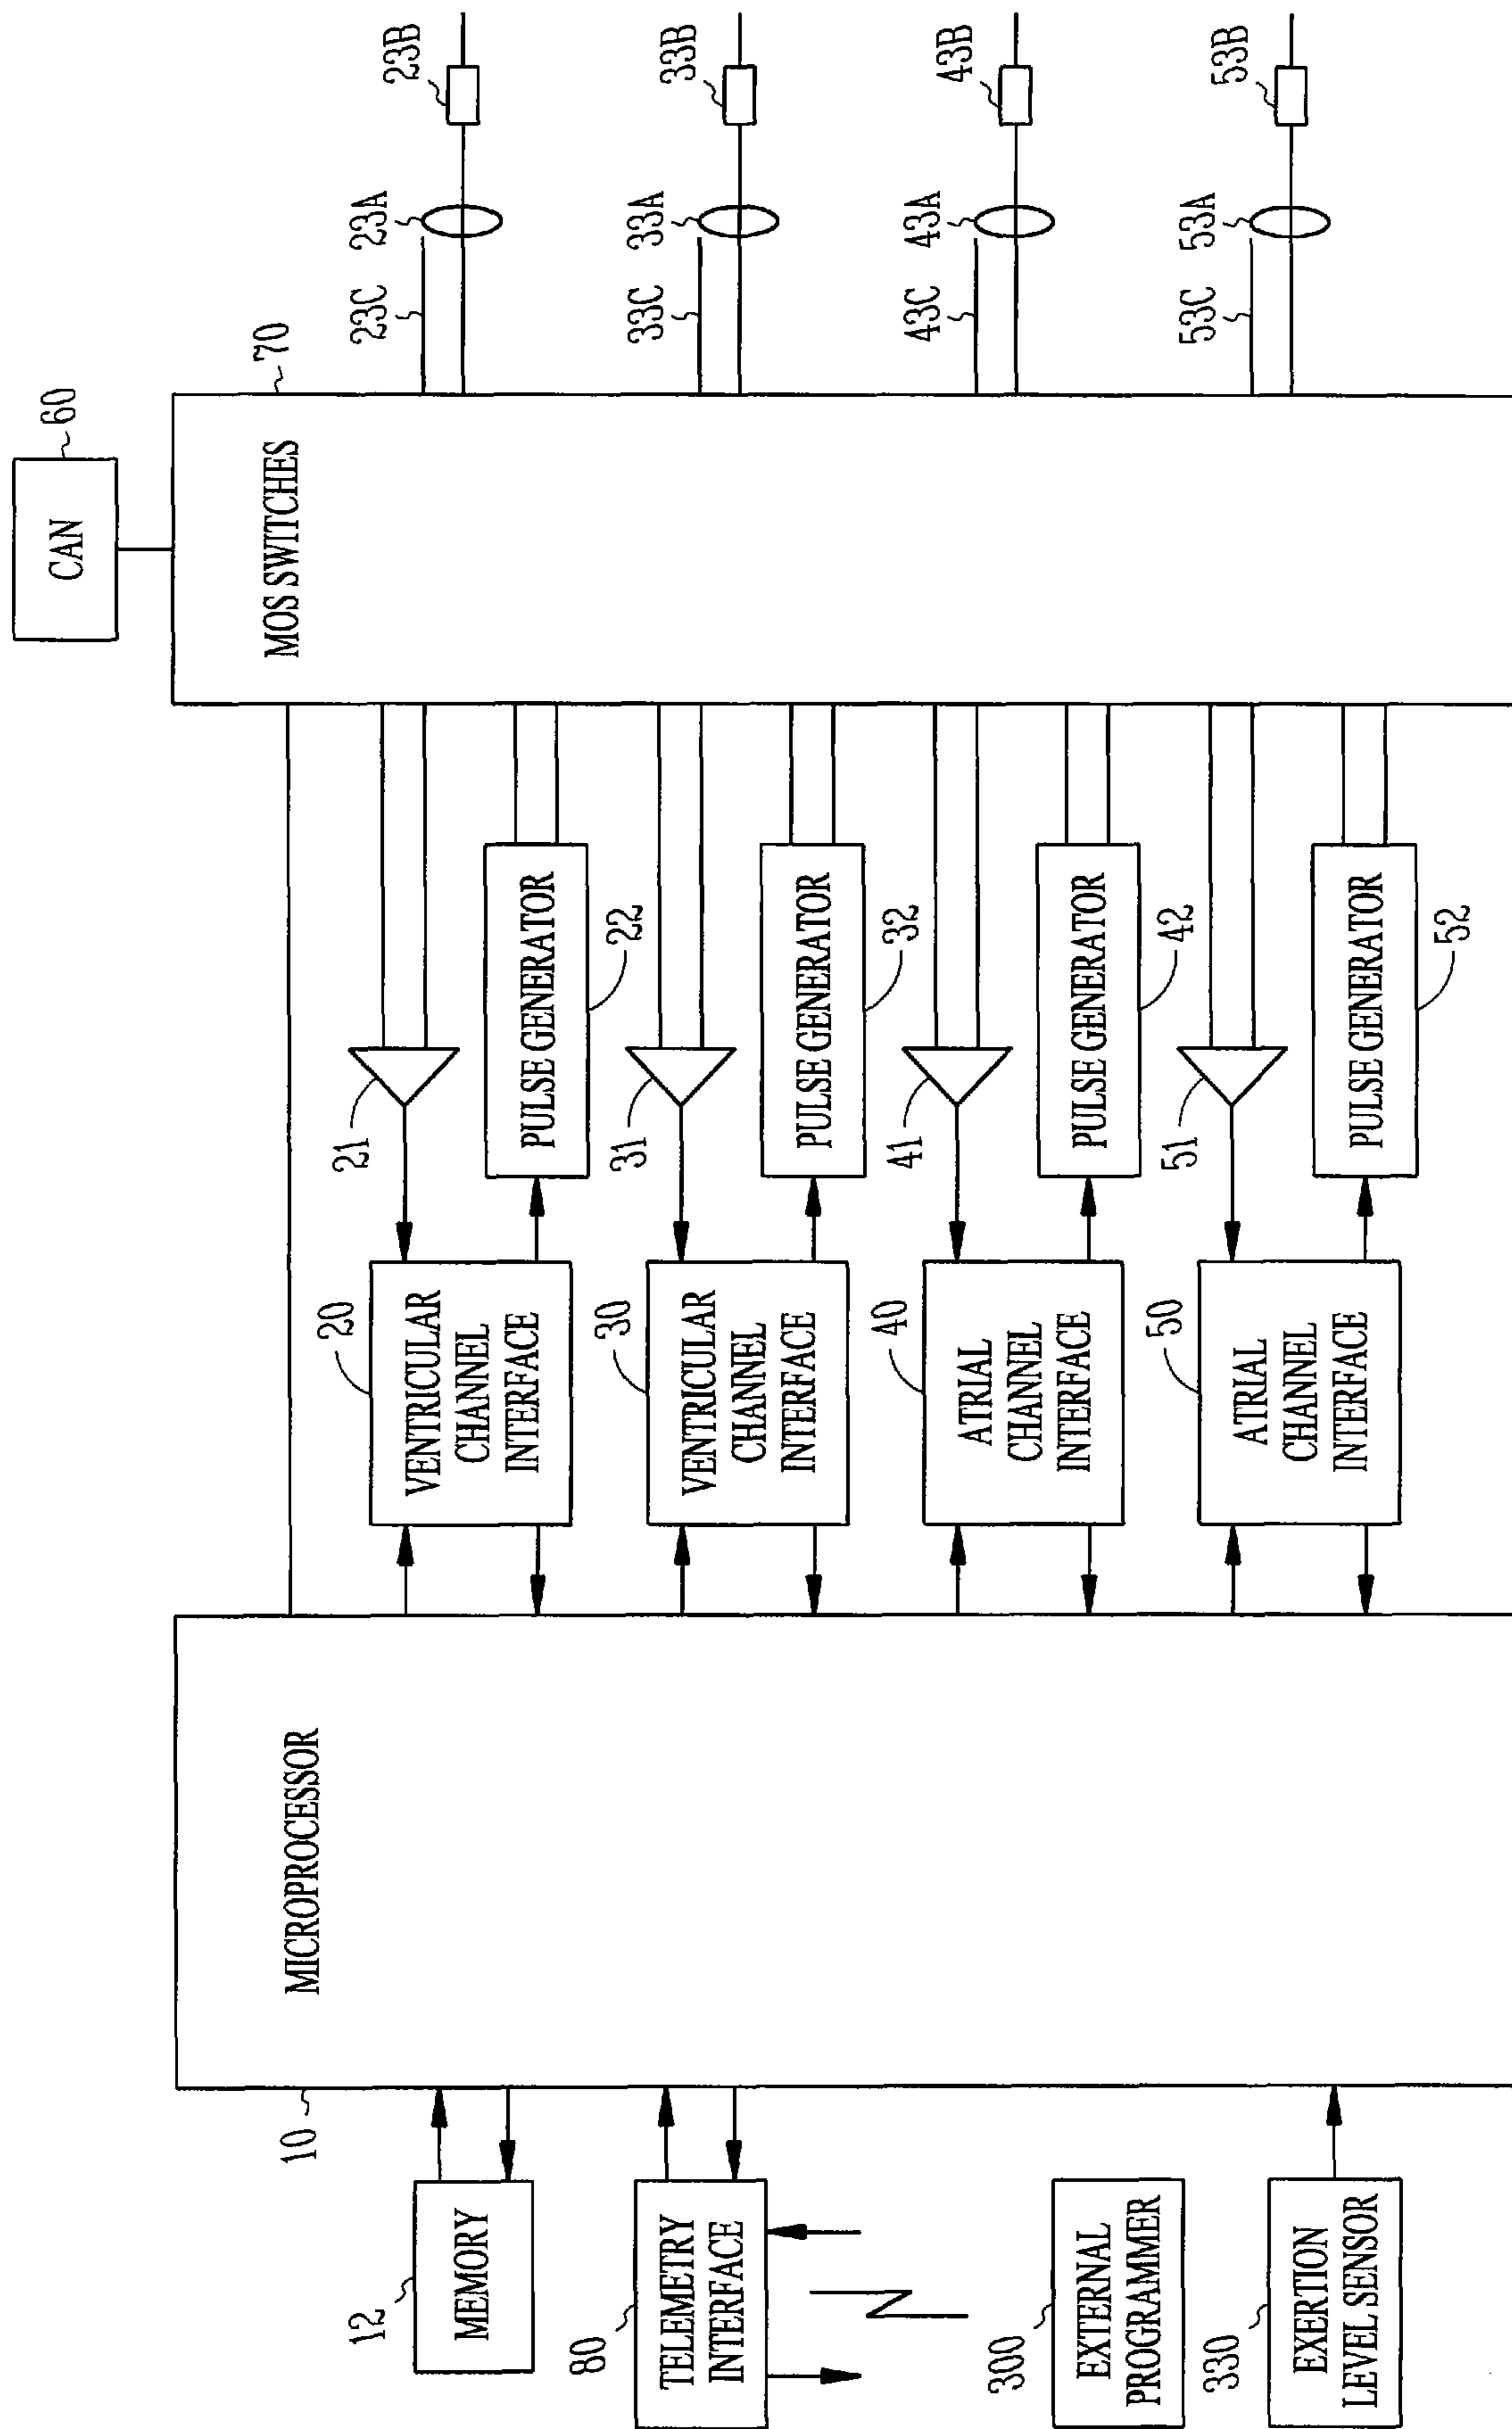 CAN
60
70
MOS SWITCHES
23C
23A
23B
33C
33A
33B
43C
43A
43B
53C
53A
53B
21
PULSE GENERATOR
22
31
PULSE GENERATOR
32
41
PULSE GENERATOR
42
51
PULSE GENERATOR
52
20
VENTRICULAR
CHANNEL
INTERFACE
30
VENTRICULAR
CHANNEL
INTERFACE
40
ATRIAL
CHANNEL
INTERFACE
50
ATRIAL
CHANNEL
INTERFACE
MICROPROCESSOR
10
12
MEMORY
80
TELEMETRY
INTERFACE
300
EXTERNAL
PROGRAMMER
330
EXERTION
LEVEL SENSOR